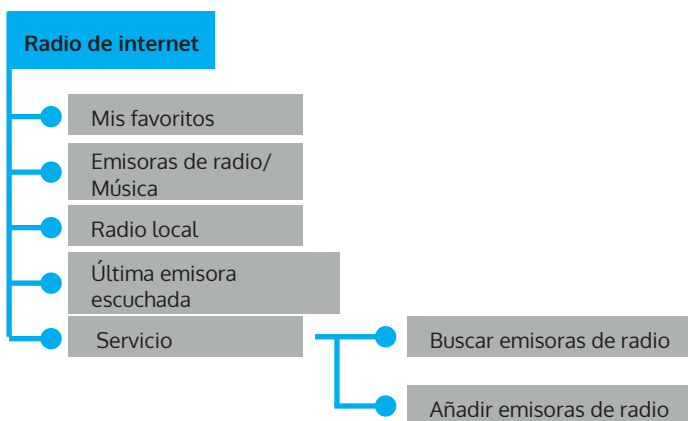 Radio de internet
Mis favoritos
Emisoras de radio/
Música
Radio local
Última emisora
escuchada
Servicio
Buscar emisoras de radio
Añadir emisoras de radio